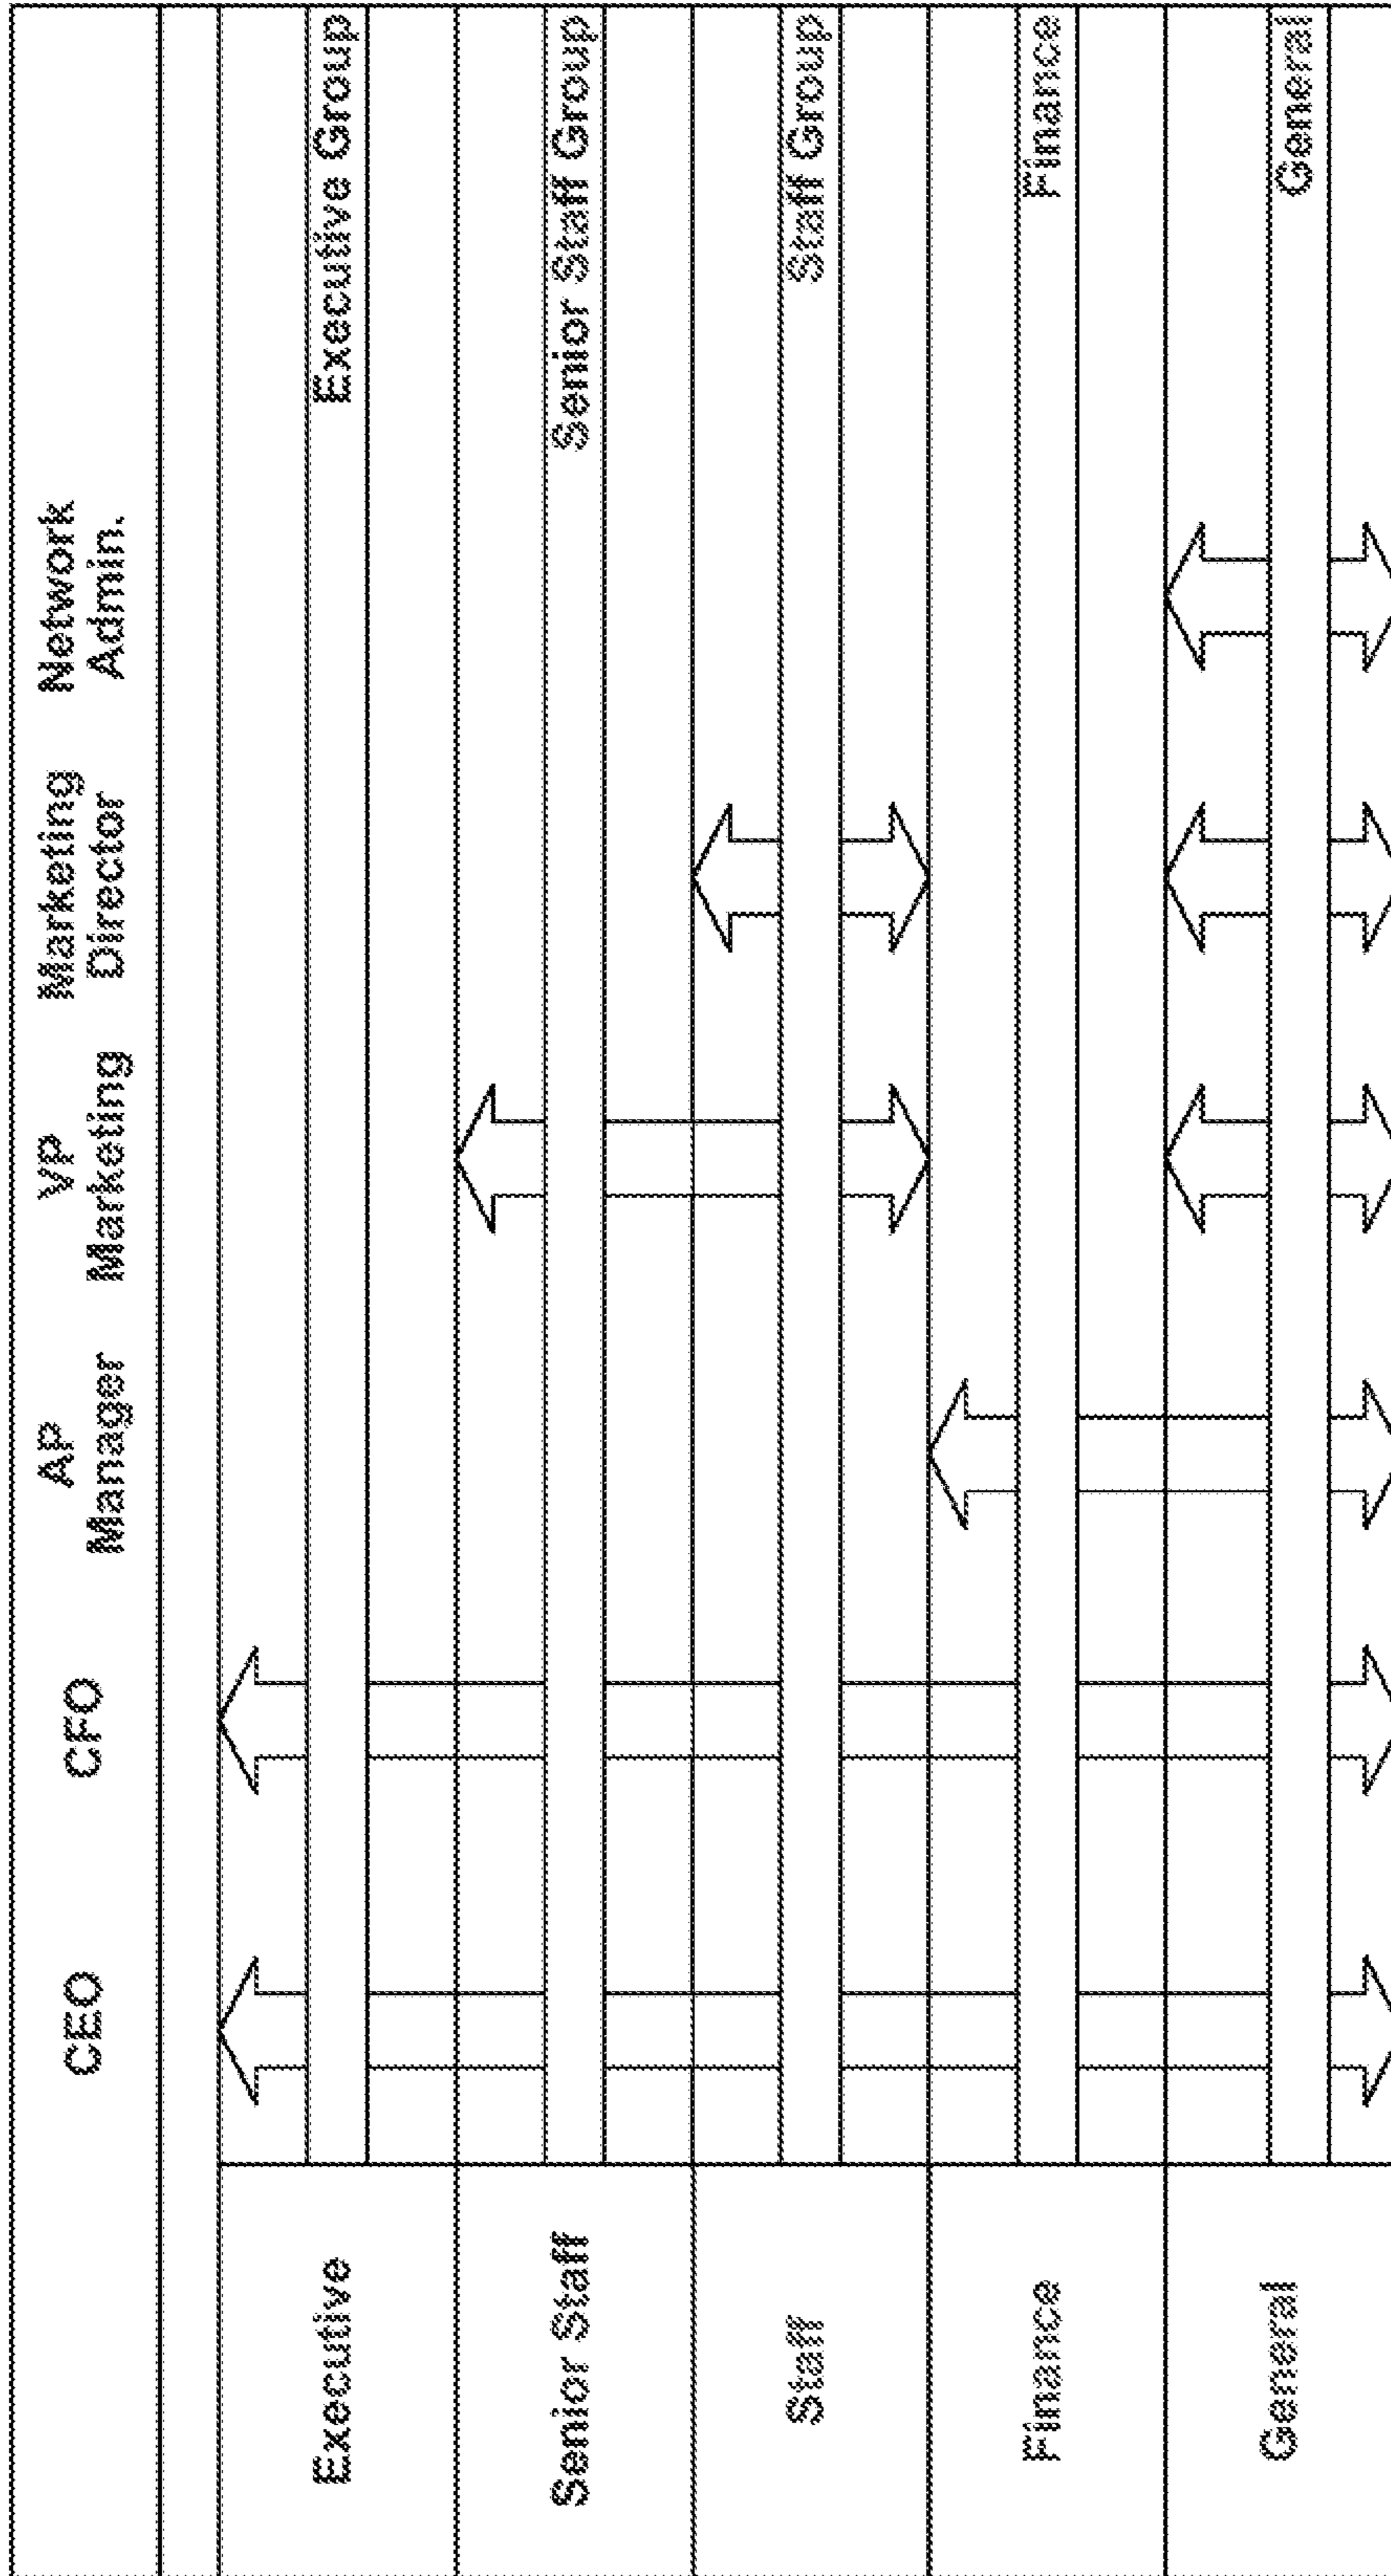 CEO
CFO
AP
Manager
VP
Marketing
Marketing
Director
Network
Admin.
Executive
Executive Group
Senior Staff
Senior Staff Group
Staff
Staff Group
Finance
Finance
General
General